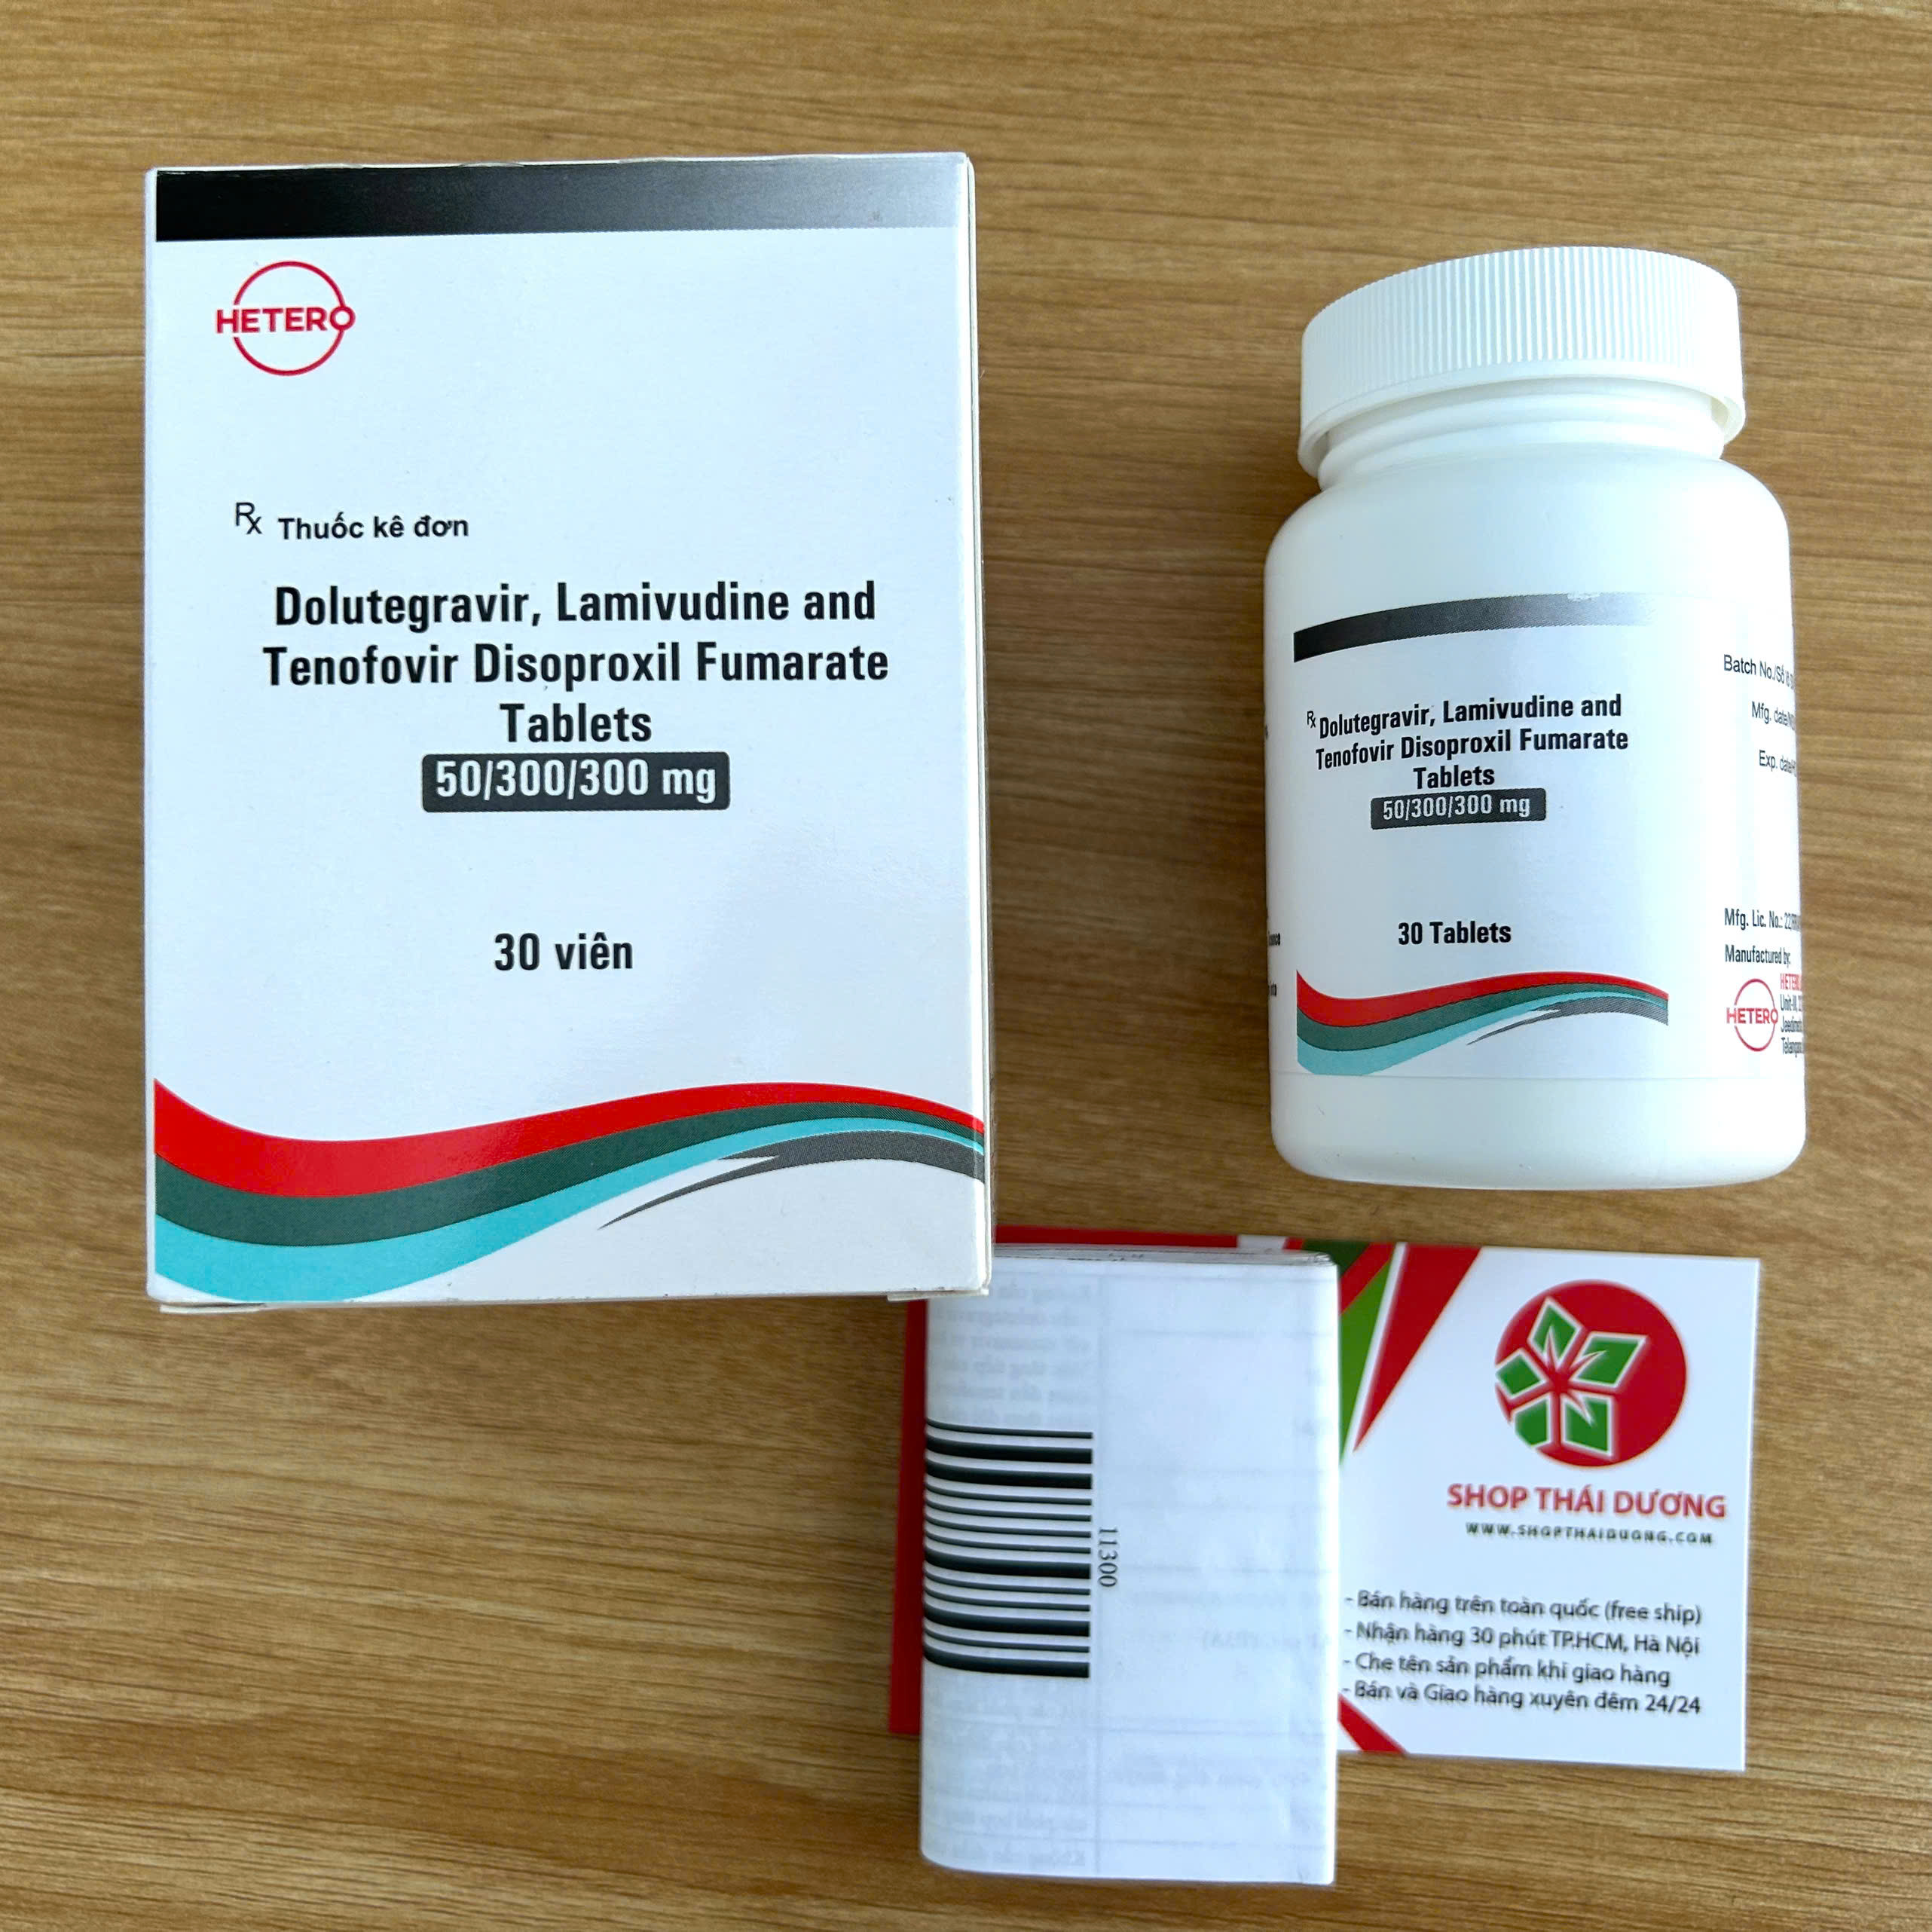 HETERO
Rx Thuốc kê đơn
Dolutegravir, Lamivudine and
Tenofovir Disoproxil Fumarate
Tablets
50/300/300 mg
30 viên
Rx Dolutegravir, Lamivudine and
Tenofovir Disoproxil Fumarate
Tablets
50/300/300 mg
30 Tablets
Batch No./Số lô
Mfg. date
Exp. date
Mfg. Lic. No.:
Manufactured by:
HETERO
11300
SHOP THÁI DƯƠNG
WWW.SHOPTHAIDUONG.COM
- Bán hàng trên toàn quốc (free ship)
- Nhận hàng 30 phút TP.HCM, Hà Nội
- Che tên sản phẩm khi giao hàng
- Bán và Giao hàng xuyên đêm 24/24